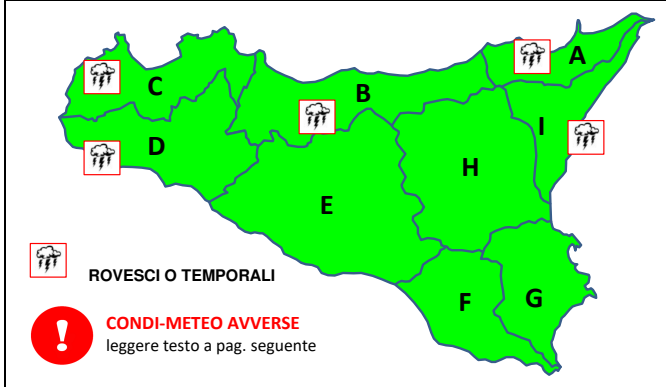 A
C
B
I
D
H
E
F
G
ROVESCI O TEMPORALI
!
CONDI-METEO AVVERSE
leggere testo a pag. seguente